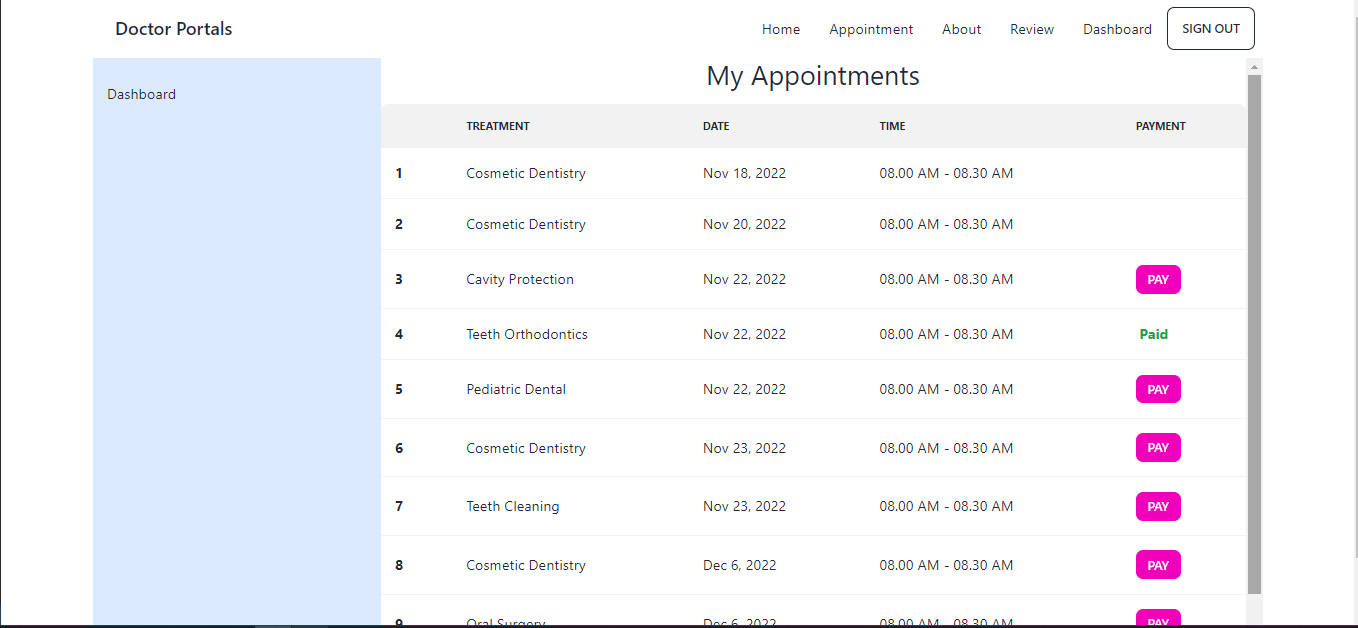 Doctor Portals Home Appointment About Review Dashboard SIGN OUT
Dashboard
My Appointments
TREATMENT DATE TIME PAYMENT
1 Cosmetic Dentistry Nov 18, 2022 08.00 AM - 08.30 AM
2 Cosmetic Dentistry Nov 20, 2022 08.00 AM - 08.30 AM
3 Cavity Protection Nov 22, 2022 08.00 AM - 08.30 AM PAY
4 Teeth Orthodontics Nov 22, 2022 08.00 AM - 08.30 AM Paid
5 Pediatric Dental Nov 22, 2022 08.00 AM - 08.30 AM PAY
6 Cosmetic Dentistry Nov 23, 2022 08.00 AM - 08.30 AM PAY
7 Teeth Cleaning Nov 23, 2022 08.00 AM - 08.30 AM PAY
8 Cosmetic Dentistry Dec 6, 2022 08.00 AM - 08.30 AM PAY
9 Oral Surgery Dec 6, 2022 08.00 AM - 08.30 AM PAY